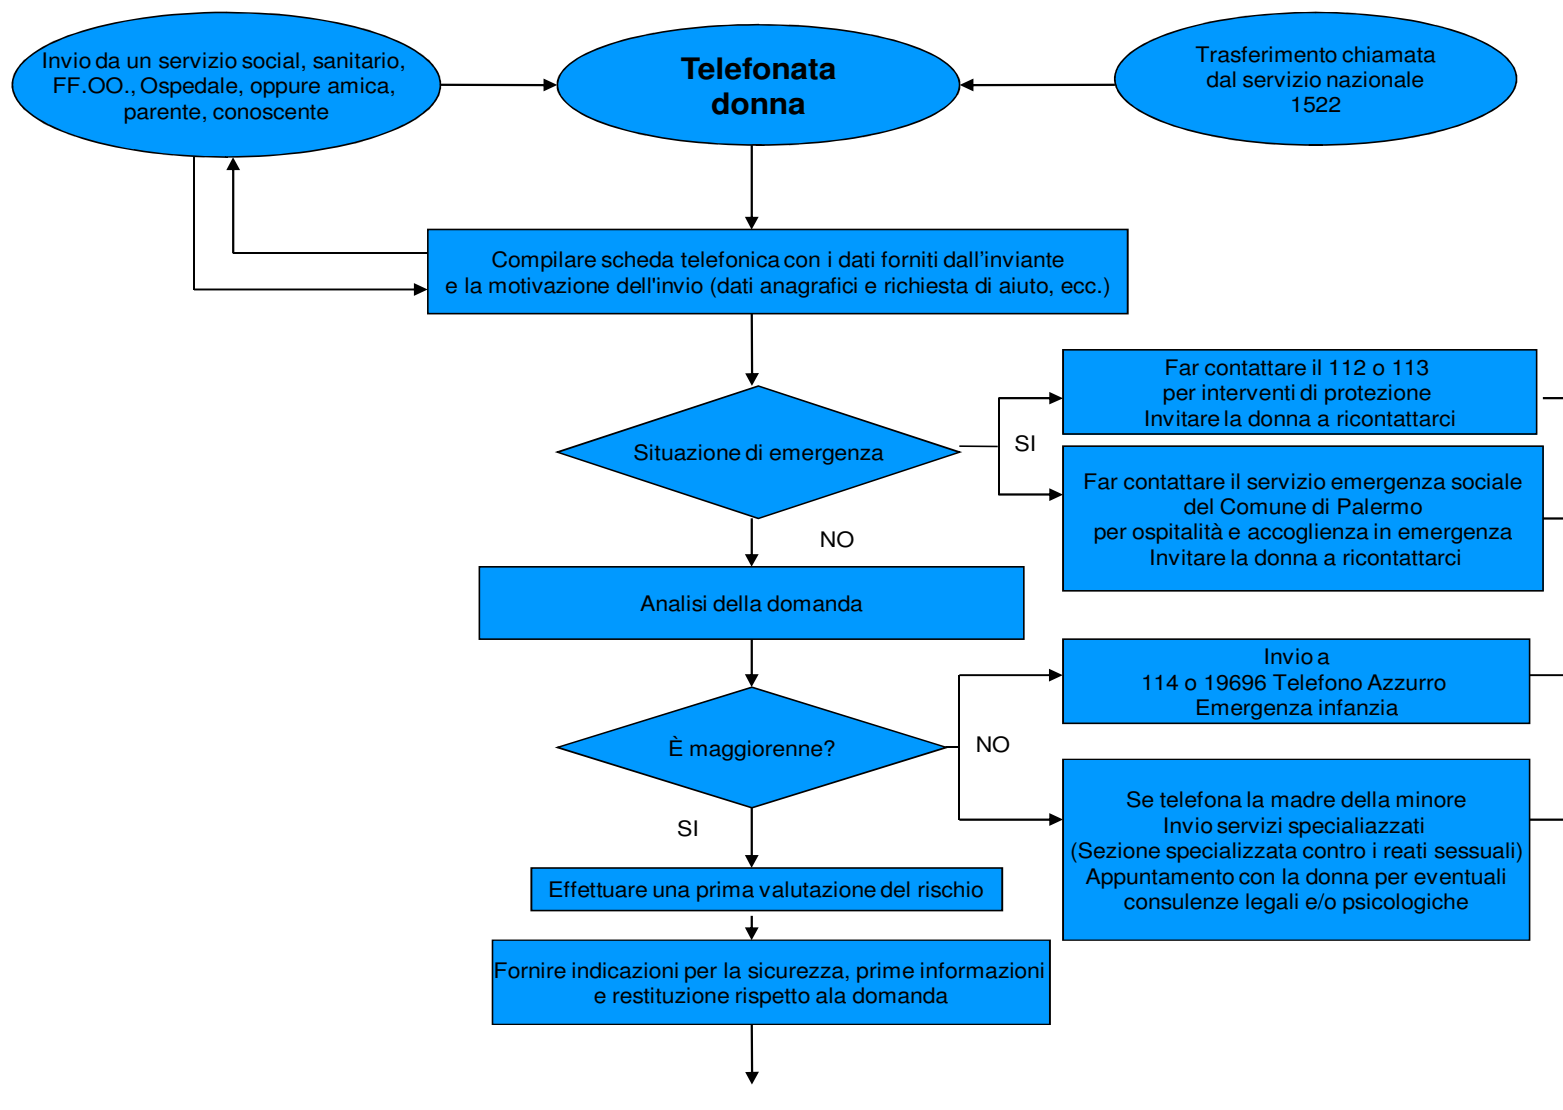 Invio da un servizio social, sanitario,
FF.OO., Ospedale, oppure amica,
parente, conoscente
Telefonata
donna
Trasferimento chiamata
dal servizio nazionale
1522
Compilare scheda telefonica con i dati forniti dall'inviante
e la motivazione dell'invio (dati anagrafici e richiesta di aiuto, ecc.)
Situazione di emergenza
SI
Far contattare il 112 o 113
per interventi di protezione
Invitare la donna a ricontattarci
Far contattare il servizio emergenza sociale
del Comune di Palermo
per ospitalità e accoglienza in emergenza
Invitare la donna a ricontattarci
NO
Analisi della domanda
È maggiorenne?
NO
Invio a
114 o 19696 Telefono Azzurro
Emergenza infanzia
Se telefona la madre della minore
Invio servizi specialiazzati
(Sezione specializzata contro i reati sessuali)
Appuntamento con la donna per eventuali
consulenze legali e/o psicologiche
SI
Effettuare una prima valutazione del rischio
Fornire indicazioni per la sicurezza, prime informazioni
e restituzione rispetto ala domanda